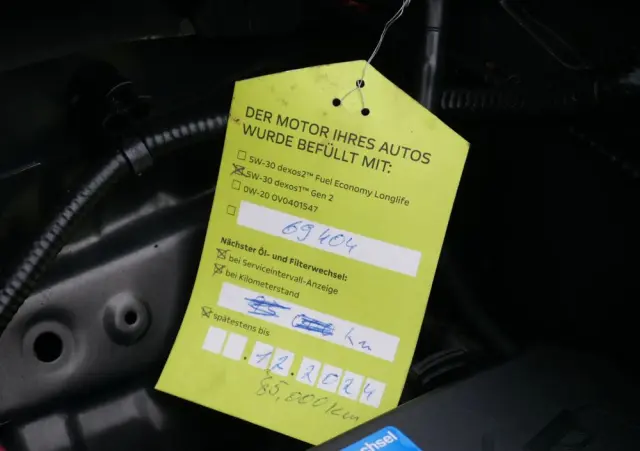 DER MOTOR IHRES AUTOS
WURDE BEFÜLLT MIT:
5W-30 dexos2™ Fuel Economy Longlife
5W-30 dexos1™ Gen 2
0W-20 OV0401547
69404
Nächster Öl- und Filterwechsel:
bei Serviceintervall-Anzeige
bei Kilometerstand
km
spätestens bis
.12.2024
85,000km
chsel